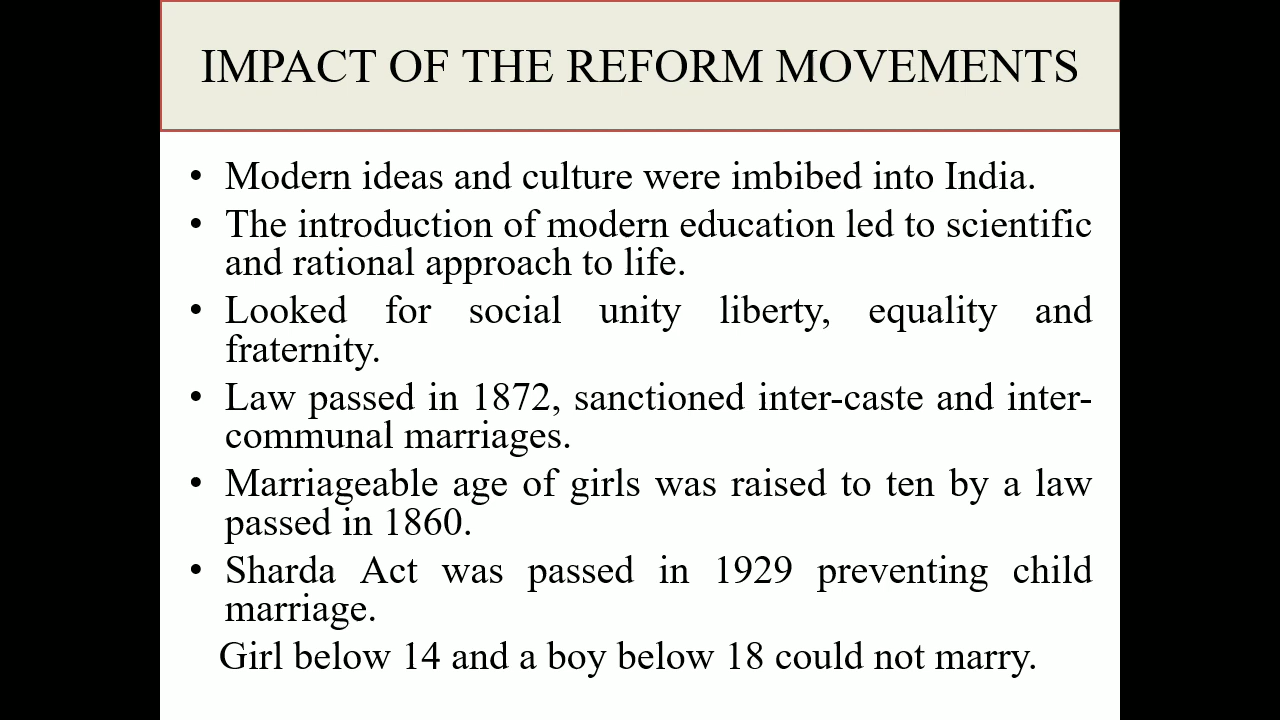 IMPACT OF THE REFORM MOVEMENTS
• Modern ideas and culture were imbibed into India.
• The introduction of modern education led to scientific
and rational approach to life.
• Looked for social unity liberty, equality and
fraternity.
• Law passed in 1872, sanctioned inter-caste and inter-
communal marriages.
• Marriageable age of girls was raised to ten by a law
passed in 1860.
• Sharda Act was passed in 1929 preventing child
marriage.
Girl below 14 and a boy below 18 could not marry.